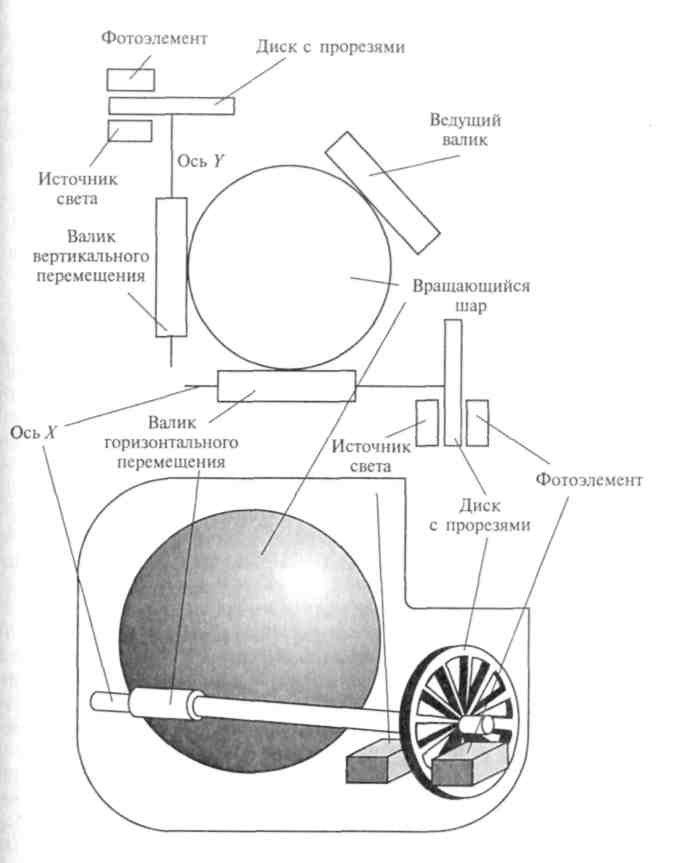 Фотоэлемент
Диск с прорезями
Ведущий
валик
Ось Y
Источник
света
Валик
вертикального
перемещения
Вращающийся
шар
Ось X
Валик
горизонтального
перемещения
Источник
света
Фотоэлемент
Диск
с прорезями